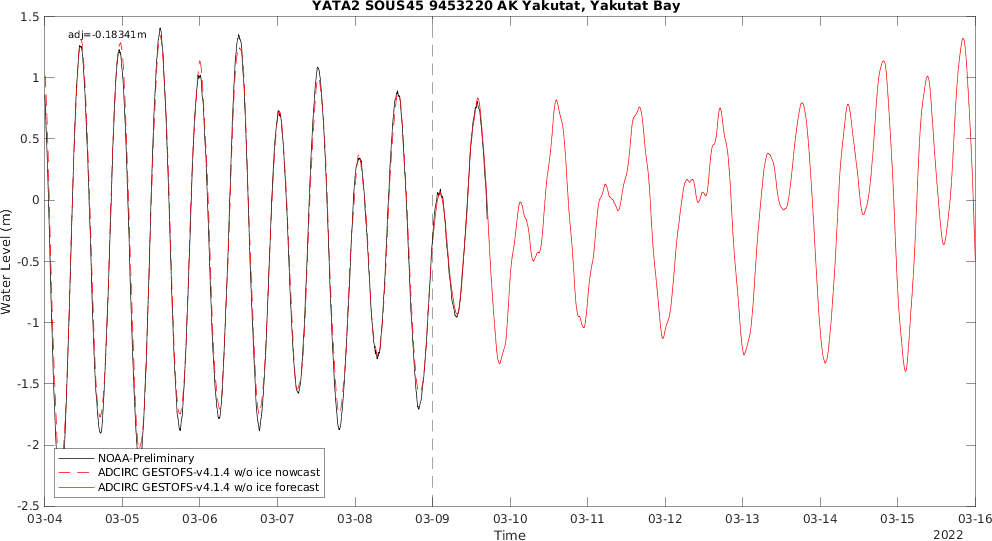 YATA2 SOUS45 9453220 AK Yakutat, Yakutat Bay
adj=-0.18341m
1.5
1
0.5
0
-0.5
-1
-1.5
-2
-2.5
Water Level (m)
NOAA-Preliminary
ADCIRC GESTOFS-v4.1.4 w/o ice nowcast
ADCIRC GESTOFS-v4.1.4 w/o ice forecast
03-04 03-05 03-06 03-07 03-08 03-09 03-10 03-11 03-12 03-13 03-14 03-15 03-16
Time
2022